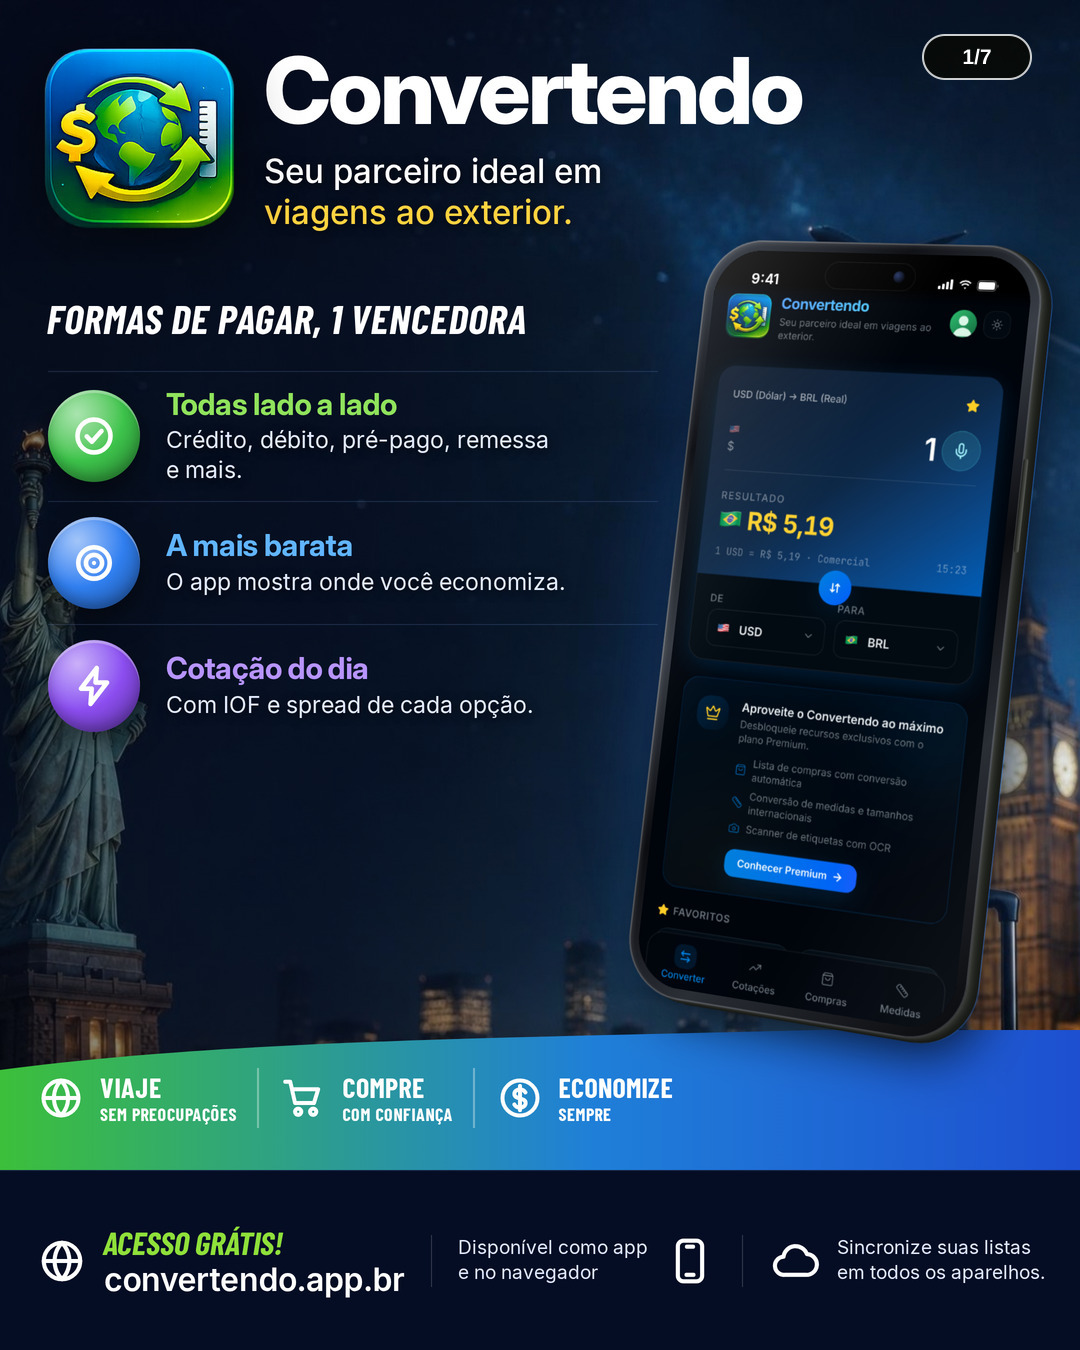 1/7
Convertendo
Seu parceiro ideal em
viagens ao exterior.
FORMAS DE PAGAR, 1 VENCEDORA
Todas lado a lado
Crédito, débito, pré-pago, remessa
e mais.
A mais barata
O app mostra onde você economiza.
Cotação do dia
Com IOF e spread de cada opção.
9:41
Convertendo
Seu parceiro ideal em viagens ao
exterior.
USD (Dólar) → BRL (Real)
$
1
RESULTADO
R$ 5,19
1 USD = R$ 5,19 · Comercial
15:23
DE
PARA
USD
BRL
Aproveite o Convertendo ao máximo
Desbloqueie recursos exclusivos com o
plano Premium.
Lista de compras com conversão
automática
Conversão de medidas e tamanhos
internacionais
Scanner de etiquetas com OCR
Conhecer Premium →
FAVORITOS
Converter
Cotações
Compras
Medidas
VIAJE
SEM PREOCUPAÇÕES
COMPRE
COM CONFIANÇA
ECONOMIZE
SEMPRE
ACESSO GRÁTIS!
convertendo.app.br
Disponível como app
e no navegador
Sincronize suas listas
em todos os aparelhos.